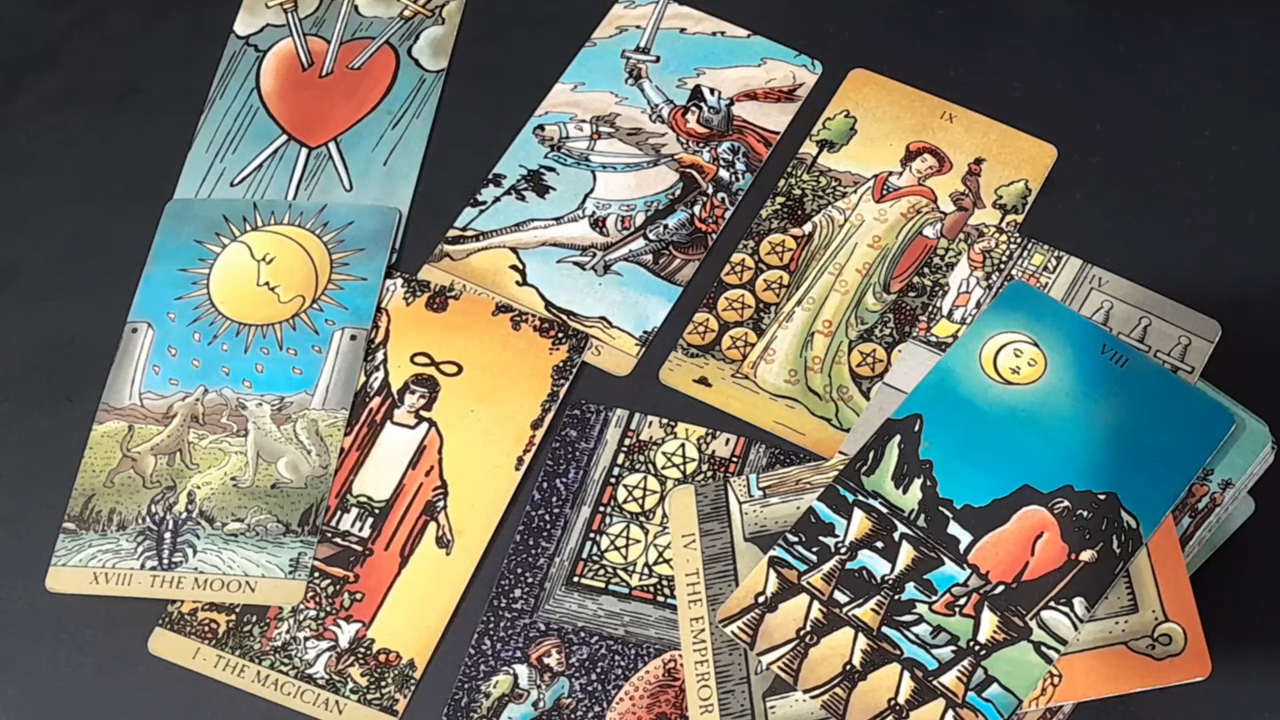 IX
IV
VIII
XVIII - THE MOON
I - THE MAGICIAN
IV - THE EMPEROR